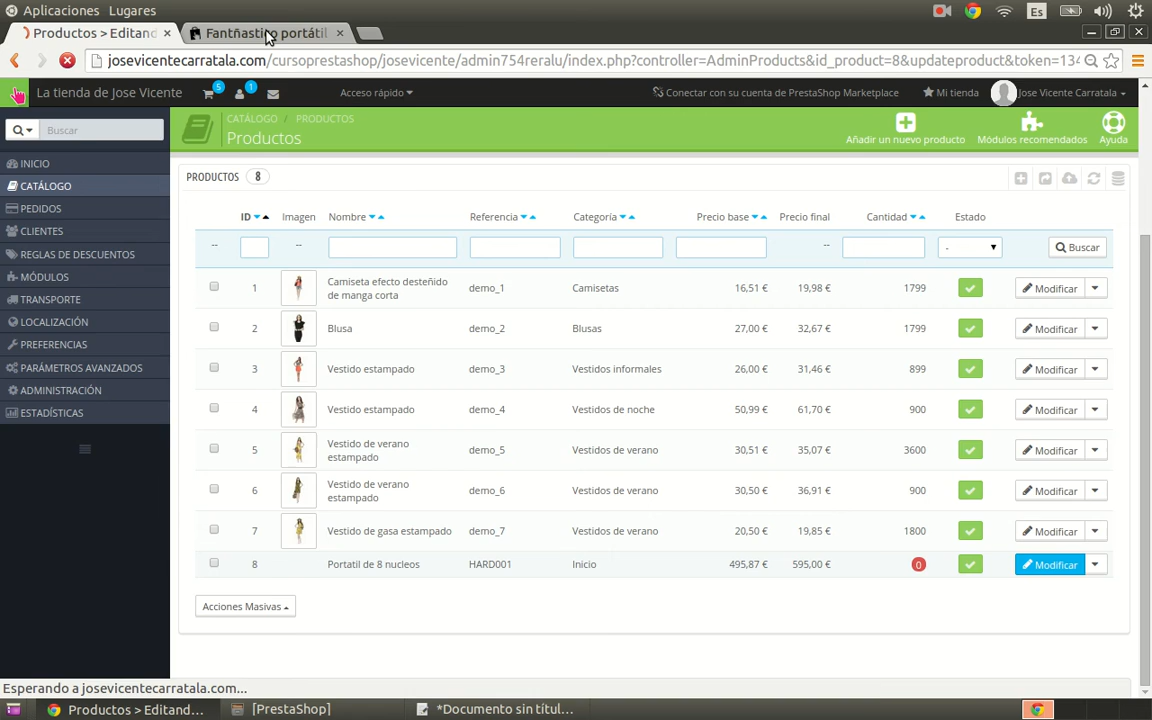 Aplicaciones Lugares
Es
Productos > Editand
Fantñastico portátil
josevicentecarratala.com/cursoprestashop/josevicente/admin754reralu/index.php?controller=AdminProducts&id_product=8&updateproduct&token=134
La tienda de Jose Vicente
5
1
Acceso rápido
Conectar con su cuenta de PrestaShop Marketplace
Mi tienda
Jose Vicente Carratala
Buscar
CATÁLOGO / PRODUCTOS
Productos
Añadir un nuevo producto
Módulos recomendados
Ayuda
INICIO
CATÁLOGO
PEDIDOS
CLIENTES
REGLAS DE DESCUENTOS
MÓDULOS
TRANSPORTE
LOCALIZACIÓN
PREFERENCIAS
PARÁMETROS AVANZADOS
ADMINISTRACIÓN
ESTADÍSTICAS
PRODUCTOS 8
ID Imagen Nombre Referencia Categoría Precio base Precio final Cantidad Estado
-- -- -- - Buscar
1 Camiseta efecto desteñido de manga corta demo_1 Camisetas 16,51 € 19,98 € 1799 Modificar
2 Blusa demo_2 Blusas 27,00 € 32,67 € 1799 Modificar
3 Vestido estampado demo_3 Vestidos informales 26,00 € 31,46 € 899 Modificar
4 Vestido estampado demo_4 Vestidos de noche 50,99 € 61,70 € 900 Modificar
5 Vestido de verano estampado demo_5 Vestidos de verano 30,51 € 35,07 € 3600 Modificar
6 Vestido de verano estampado demo_6 Vestidos de verano 30,50 € 36,91 € 900 Modificar
7 Vestido de gasa estampado demo_7 Vestidos de verano 20,50 € 19,85 € 1800 Modificar
8 Portatil de 8 nucleos HARD001 Inicio 495,87 € 595,00 € 0 Modificar
Acciones Masivas
Esperando a josevicentecarratala.com...
Productos > Editand...
[PrestaShop]
*Documento sin títul...